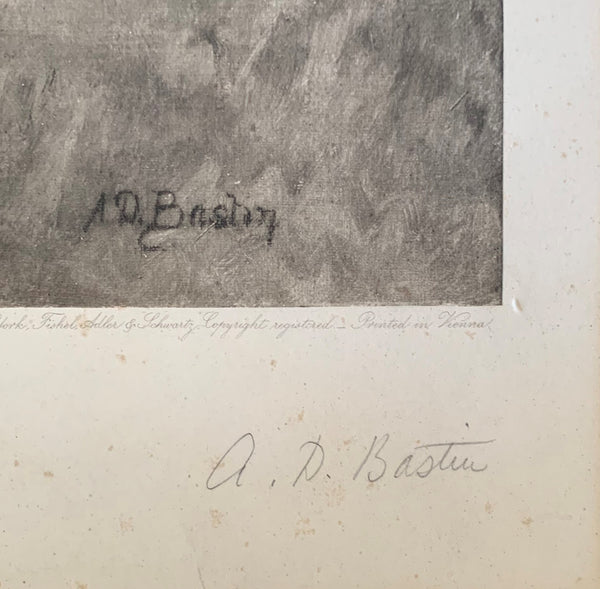 A.D. Bastin
York, Fishel, Adler & Schwartz, Copyright registered _ Printed in Vienna.
A. D. Bastin